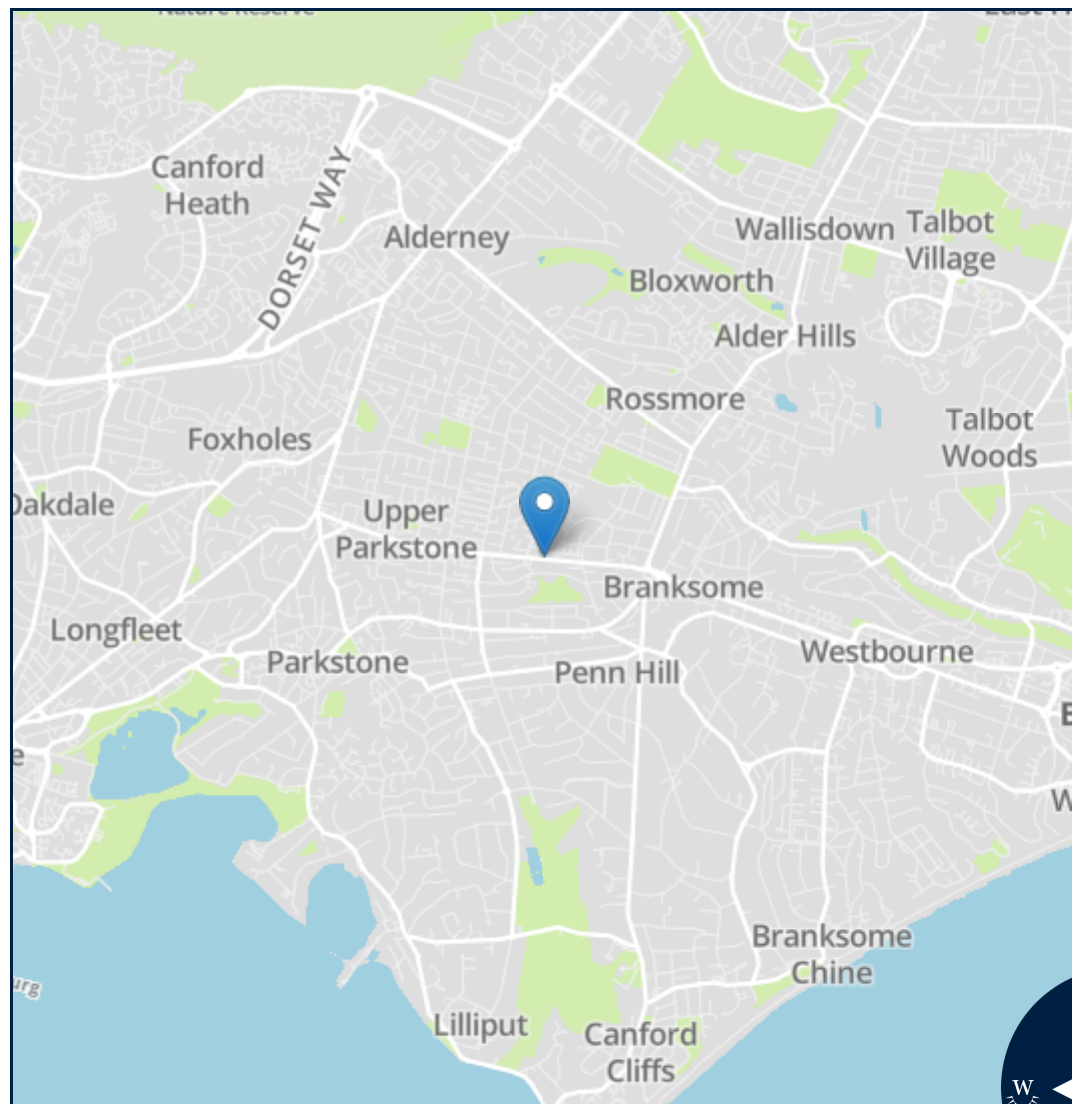 Canford
Heath
DORSET WAY
Alderney
Wallisdown
Talbot
Village
Bloxworth
Alder Hills
Rossmore
Foxholes
Talbot
Woods
Oakdale
Upper
Parkstone
Branksome
Longfleet
Parkstone
Penn Hill
Westbourne
Branksome
Chine
Lilliput
Canford
Cliffs
W